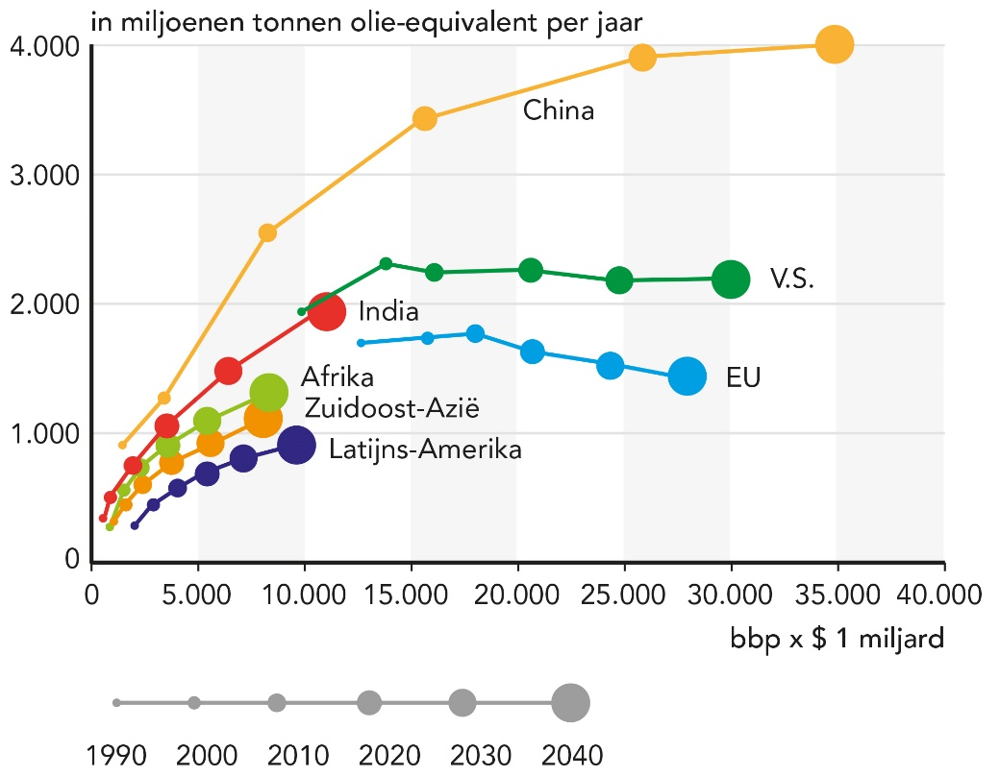 in miljoenen tonnen olie-equivalent per jaar
4.000
China
3.000
V.S.
2.000
India
Afrika
EU
Zuidoost-Azië
1.000
Latijns-Amerika
0
0 5.000 10.000 15.000 20.000 25.000 30.000 35.000 40.000
bbp x $ 1 miljard
1990 2000 2010 2020 2030 2040